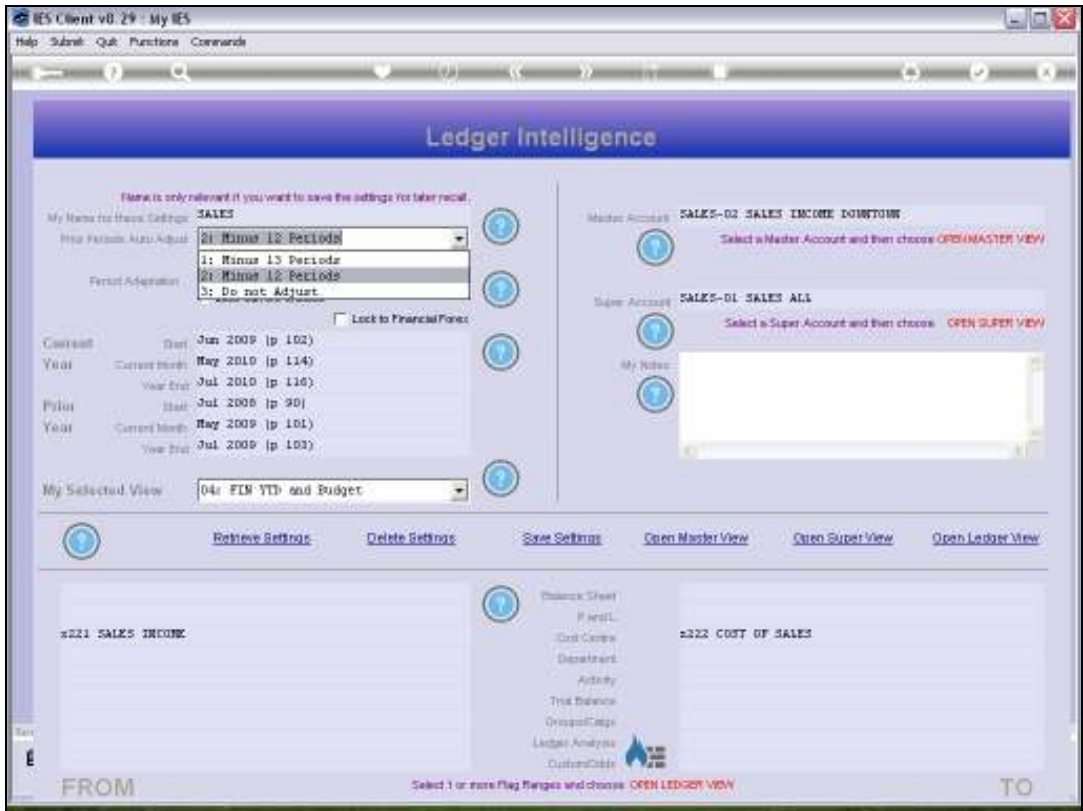 IES Client v8.29 : My IES
Help Submit Quit Functions Commands
Ledger Intelligence
Name is only relevant if you want to save the settings for later recall.
My Name for these Settings SALES
Prior Periods Auto Adjust 2: Minus 12 Periods
1: Minus 13 Periods
2: Minus 12 Periods
3: Do not Adjust
Period Adaptation
Lock to Financial Forex
Current Start Jun 2009 (p 102)
Year Current Month May 2010 (p 114)
Year End Jul 2010 (p 116)
Prior Start Jul 2008 (p 90)
Year Current Month May 2009 (p 101)
Year End Jul 2009 (p 103)
My Selected View 04: FIN YTD and Budget
Master Account SALES-02 SALES INCOME DOWNTOWN
Select a Master Account and then choose OPEN MASTER VIEW
Super Account SALES-01 SALES ALL
Select a Super Account and then choose OPEN SUPER VIEW
My Notes
Retrieve Settings Delete Settings Save Settings Open Master View Open Super View Open Ledger View
Balance Sheet
P and L
z221 SALES INCOME Cost Centre z222 COST OF SALES
Department
Activity
Trial Balance
Groups/Catgs
Ledger Analysis
FROM Select 1 or more Flag Ranges and choose OPEN LEDGER VIEW TO